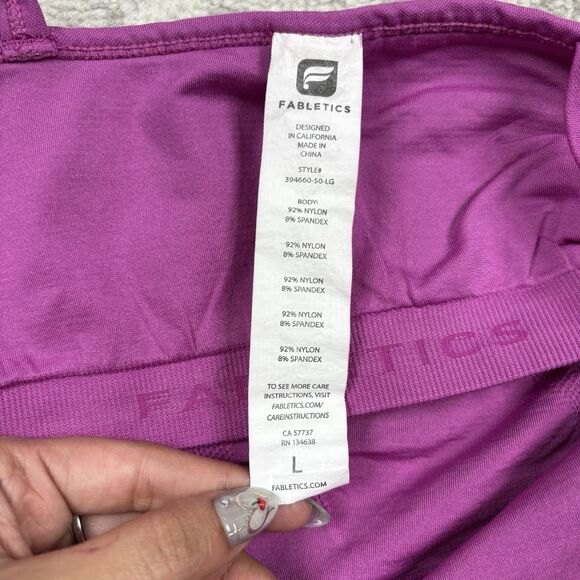 FABLETICS
DESIGNED
IN CALIFORNIA
MADE IN
CHINA
STYLE#
394660-50-LG
BODY:
92% NYLON
8% SPANDEX
92% NYLON
8% SPANDEX
92% NYLON
8% SPANDEX
92% NYLON
8% SPANDEX
92% NYLON
8% SPANDEX
TO SEE MORE CARE
INSTRUCTIONS, VISIT
FABLETICS.COM/
CAREINSTRUCTIONS
CA 57737
RN 134638
L
FABLETICS.COM
FA TICS